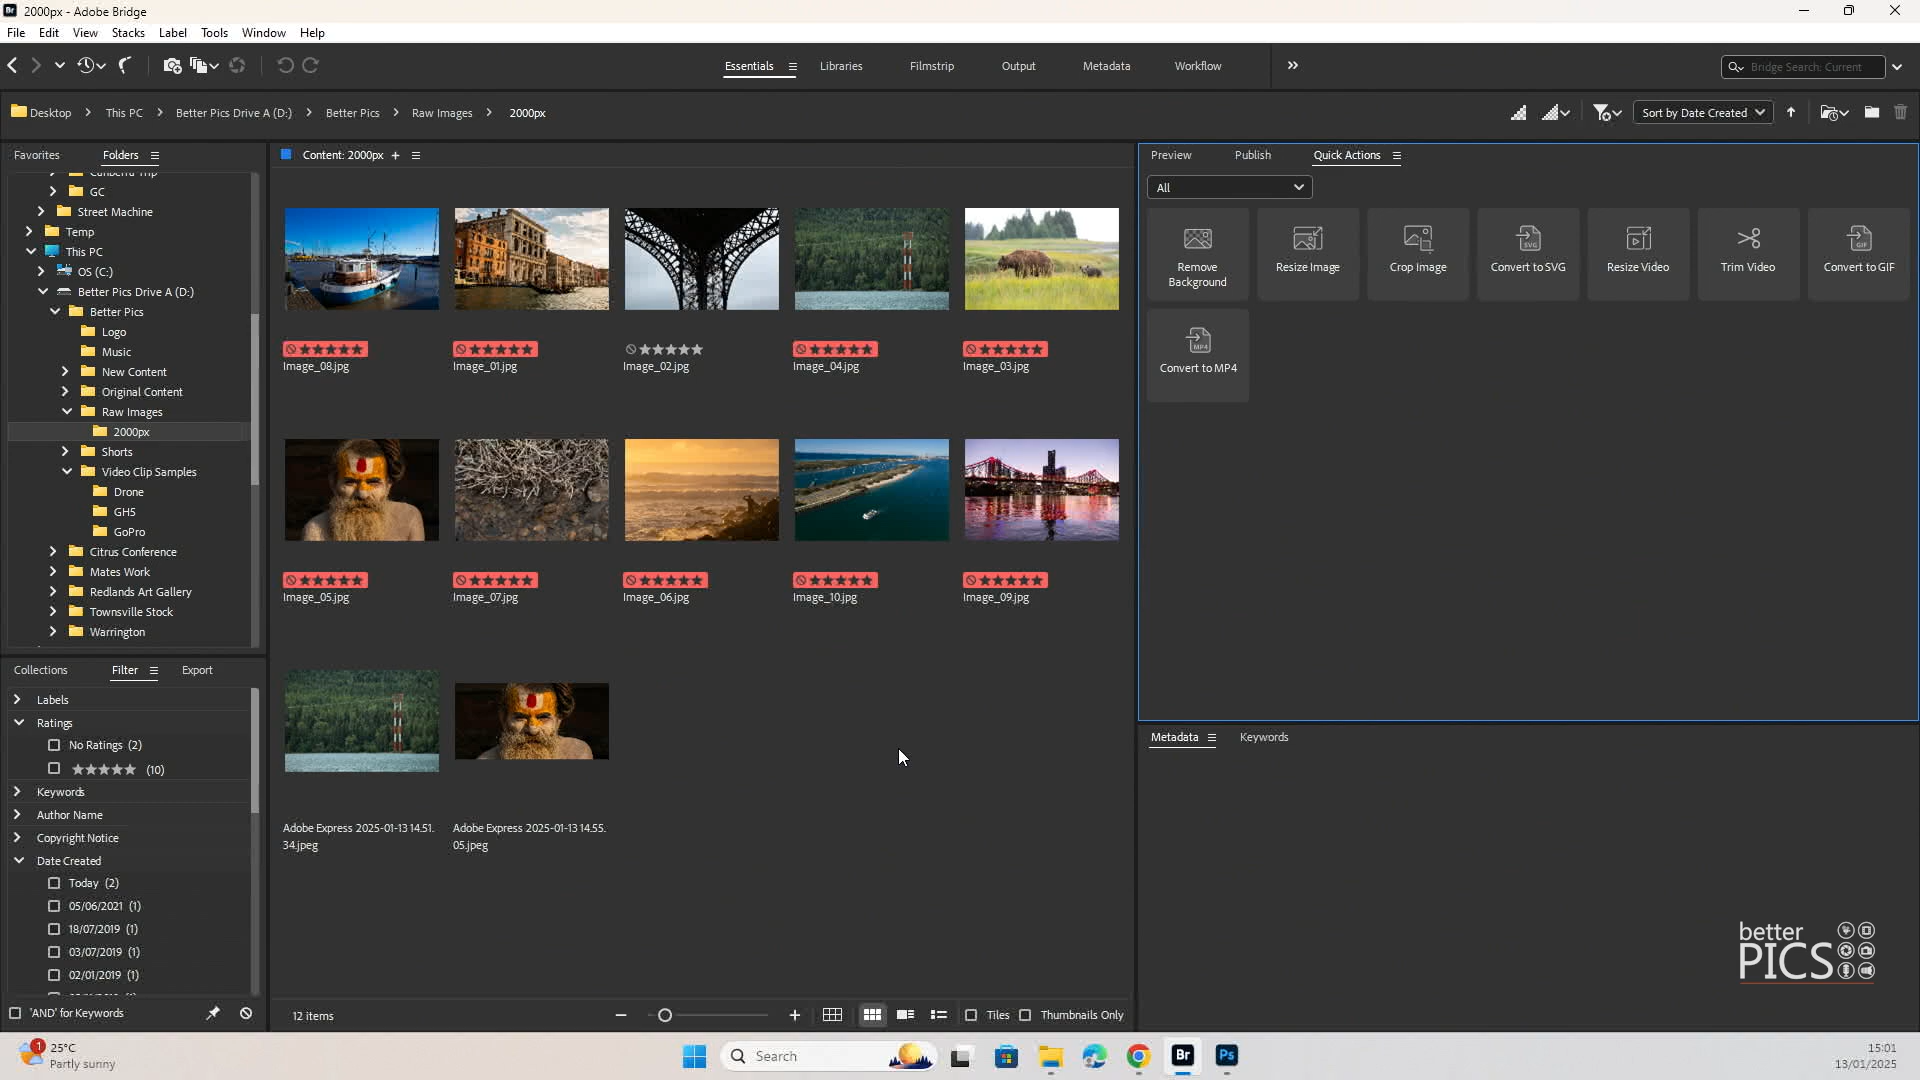 2000px - Adobe Bridge
File Edit View Stacks Label Tools Window Help
Essentials Libraries Filmstrip Output Metadata Workflow
Bridge Search: Current
Desktop This PC Better Pics Drive A (D:) Better Pics Raw Images 2000px
Sort by Date Created
Favorites Folders
Canberra Trip
GC
Street Machine
Temp
This PC
OS (C:)
Better Pics Drive A (D:)
Better Pics
Logo
Music
New Content
Original Content
Raw Images
2000px
Shorts
Video Clip Samples
Drone
GH5
GoPro
Citrus Conference
Mates Work
Redlands Art Gallery
Townsville Stock
Warrington
Collections Filter Export
Labels
Ratings
No Ratings (2)
★★★★★ (10)
Keywords
Author Name
Copyright Notice
Date Created
Today (2)
05/06/2021 (1)
18/07/2019 (1)
03/07/2019 (1)
02/01/2019 (1)
'AND' for Keywords
Content: 2000px
Image_08.jpg Image_01.jpg Image_02.jpg Image_04.jpg Image_03.jpg
Image_05.jpg Image_07.jpg Image_06.jpg Image_10.jpg Image_09.jpg
Adobe Express 2025-01-13 14.51.
34.jpeg
Adobe Express 2025-01-13 14.55.
05.jpeg
12 items
Tiles Thumbnails Only
Preview Publish Quick Actions
All
Remove
Background
Resize Image
Crop Image
SVG
Convert to SVG
Resize Video
Trim Video
GIF
Convert to GIF
MP4
Convert to MP4
Metadata Keywords
better
PICS
1
25°C
Partly sunny
Search
Br
Ps
15:01
13/01/2025